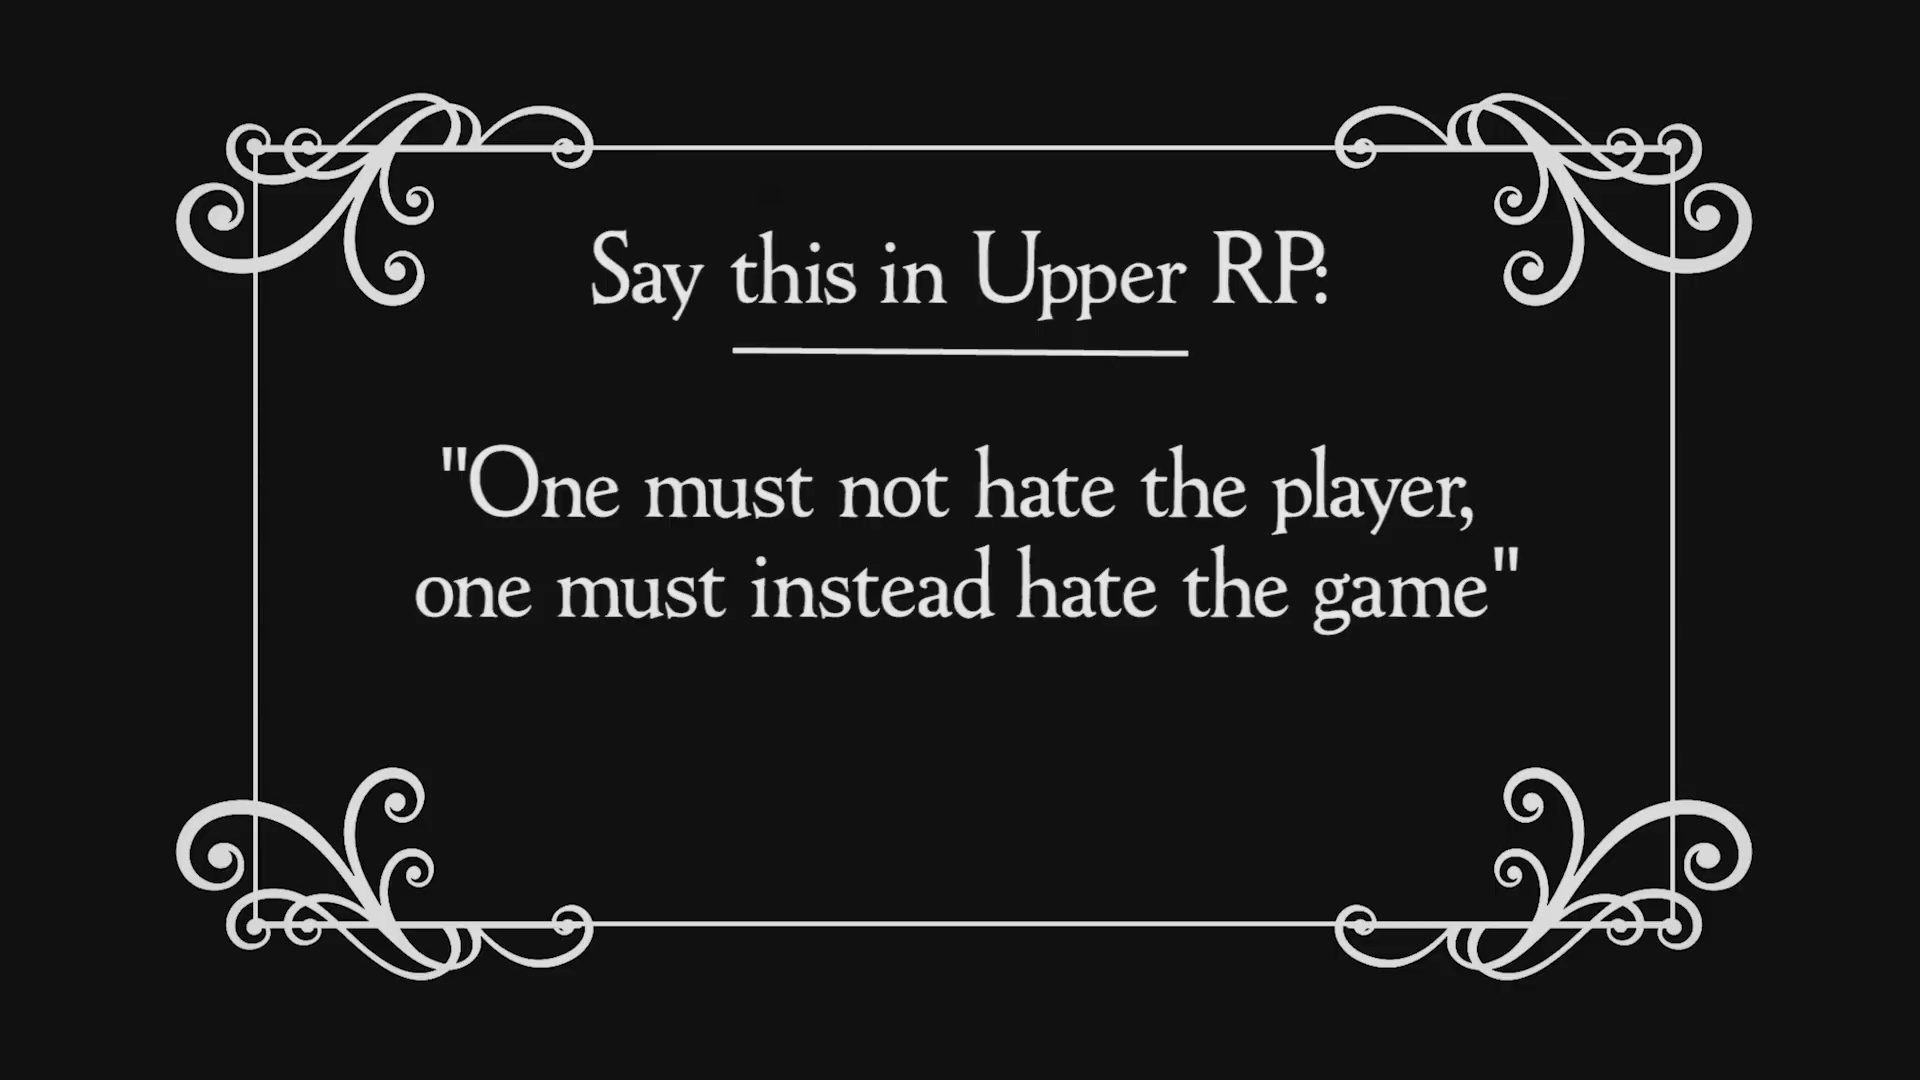 Say this in Upper RP:
"One must not hate the player,
one must instead hate the game"